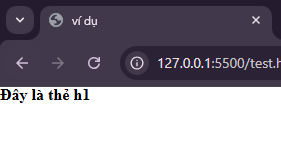 ví dụ
127.0.0.1:5500/test.h
Đây là thẻ h1